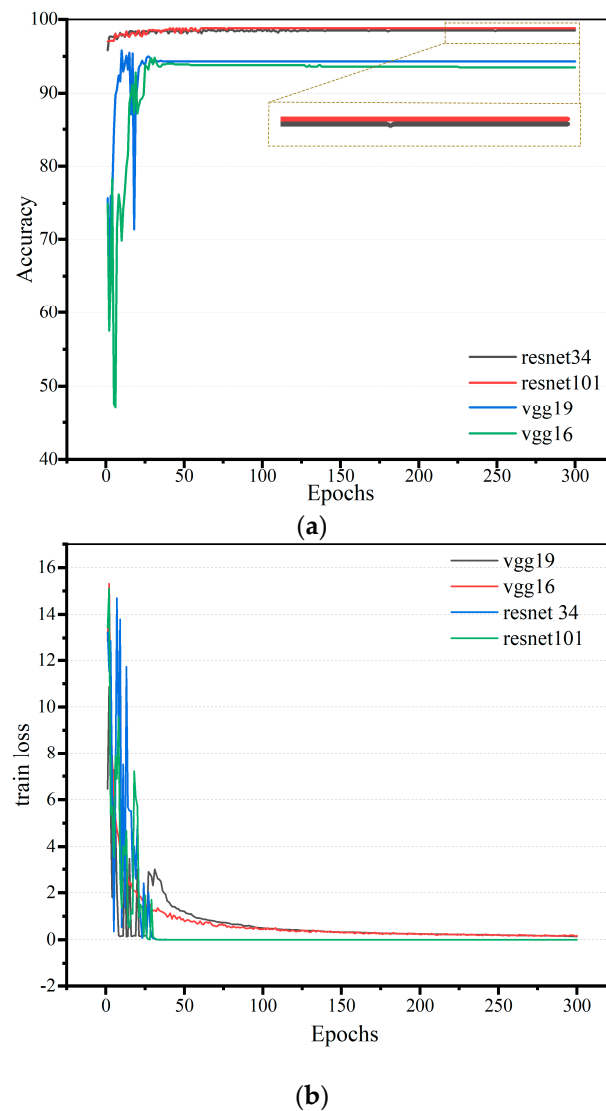 100
90
80
70
60
50
40
Accuracy
resnet34
resnet101
vgg19
vgg16
0 50 100 150 200 250 300
Epochs
(a)
16
14
12
10
8
6
4
2
0
-2
train loss
vgg19
vgg16
resnet 34
resnet101
0 50 100 150 200 250 300
Epochs
(b)